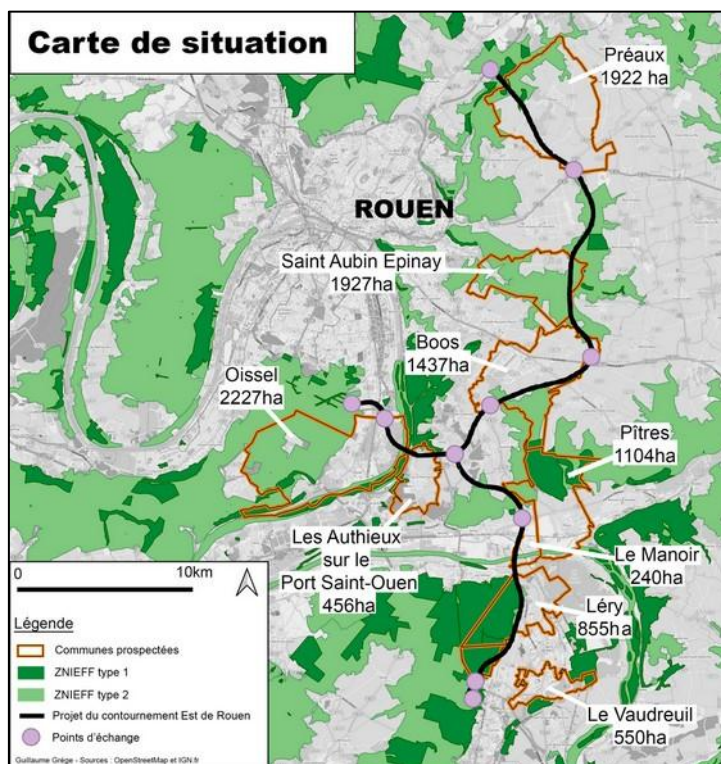 Carte de situation
Préaux
1922 ha
ROUEN
Saint Aubin Epinay
1927ha
Boos
1437ha
Oissel
2227ha
Pîtres
1104ha
Les Authieux
sur le
Port Saint-Ouen
456ha
Le Manoir
240ha
Léry
855ha
Le Vaudreuil
550ha
0 10km
Légende
Communes prospectées
ZNIEFF type 1
ZNIEFF type 2
Projet du contournement Est de Rouen
Points d'échange
Guillaume Grège - Sources : OpenStreetMap et IGN.fr